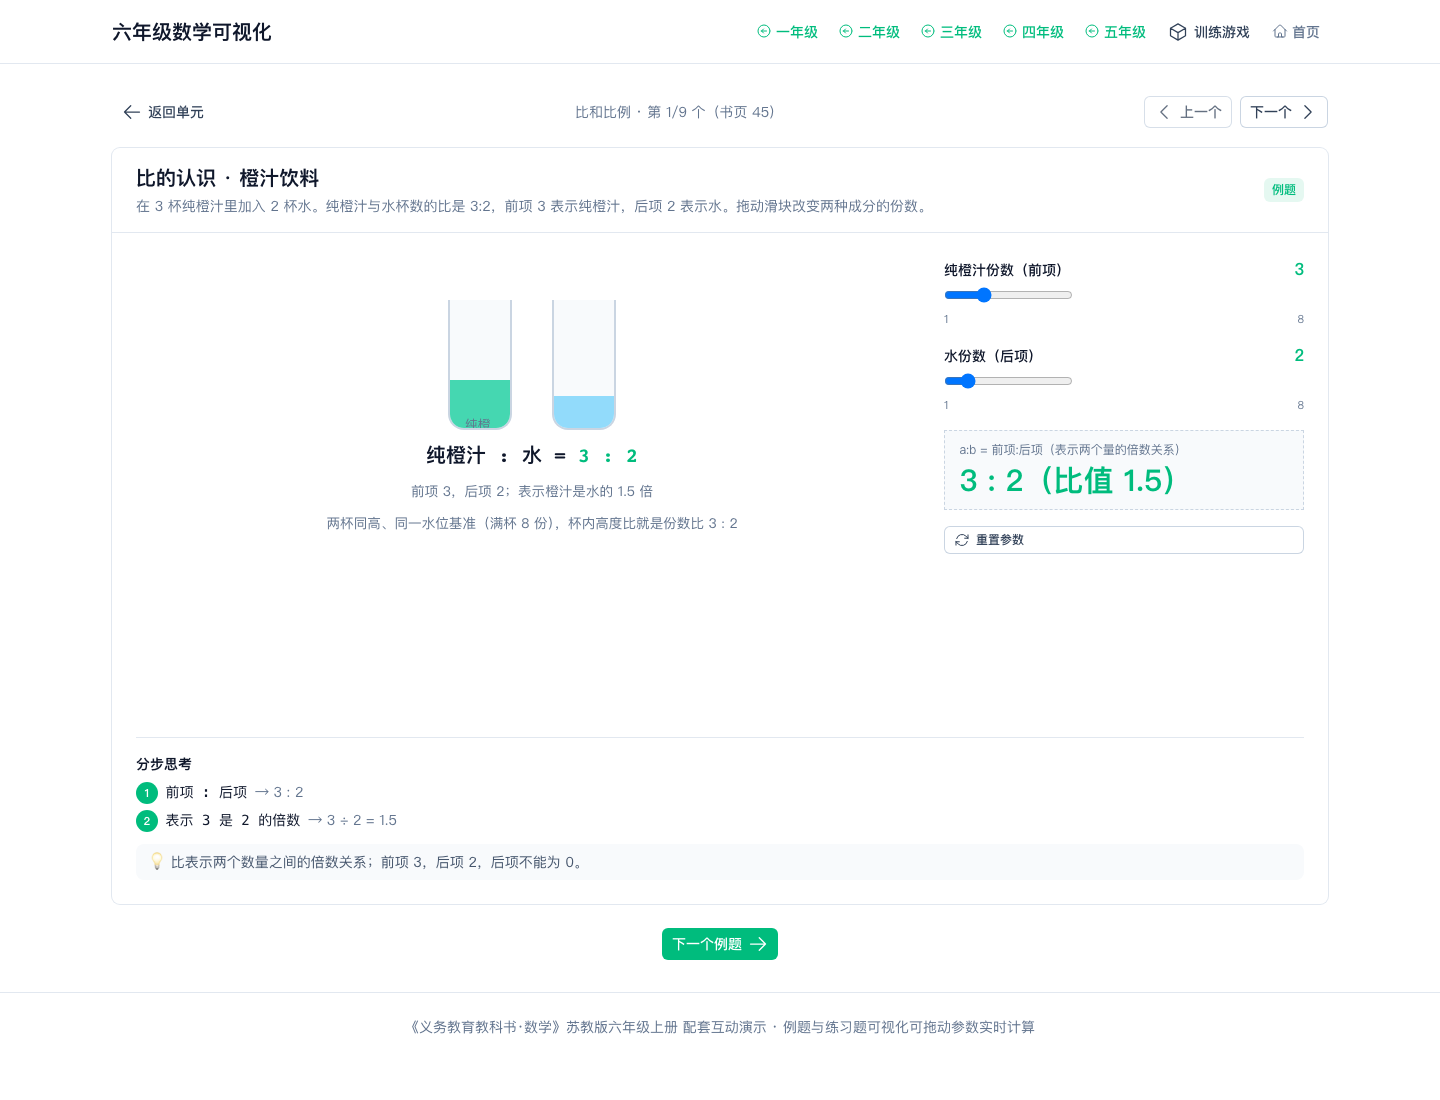 六年级数学可视化
一年级 二年级 三年级 四年级 五年级 训练游戏 首页
返回单元
比和比例 · 第 1/9 个（书页 45）
上一个 下一个
比的认识 · 橙汁饮料
在 3 杯纯橙汁里加入 2 杯水。纯橙汁与水杯数的比是 3:2，前项 3 表示纯橙汁，后项 2 表示水。拖动滑块改变两种成分的份数。
例题
纯橙
纯橙汁 : 水 = 3 : 2
前项 3，后项 2；表示橙汁是水的 1.5 倍
两杯同高、同一水位基准（满杯 8 份），杯内高度比就是份数比 3 : 2
纯橙汁份数（前项） 3
1 8
水份数（后项） 2
1 8
a:b = 前项:后项（表示两个量的倍数关系）
3 : 2（比值 1.5）
重置参数
分步思考
1 前项 : 后项 → 3 : 2
2 表示 3 是 2 的倍数 → 3 ÷ 2 = 1.5
比表示两个数量之间的倍数关系；前项 3，后项 2，后项不能为 0。
下一个例题
《义务教育教科书·数学》苏教版六年级上册 配套互动演示 · 例题与练习题可视化可拖动参数实时计算